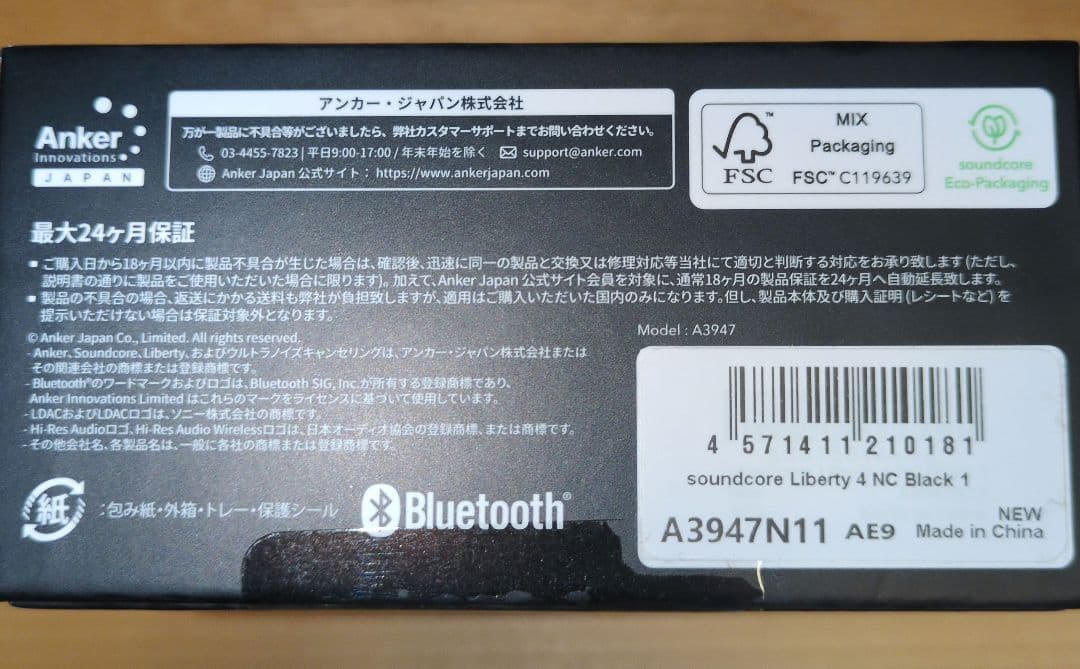 Anker
Innovations
JAPAN
アンカー・ジャパン株式会社
万が一製品に不具合等がございましたら、弊社カスタマーサポートまでお問い合わせください。
03-4455-7823 | 平日9:00-17:00 / 年末年始を除く support@anker.com
Anker Japan 公式サイト： https://www.ankerjapan.com
FSC™
MIX
Packaging
FSC™ C119639
soundcore
Eco-Packaging
最大24ヶ月保証
▪ ご購入日から18ヶ月以内に製品不具合が生じた場合は、確認後、迅速に同一の製品と交換又は修理対応等当社にて適切と判断する対応をお承り致します (ただし、
説明書の通りに製品をご使用いただいた場合に限ります)。加えて、Anker Japan 公式サイト会員を対象に、通常18ヶ月の製品保証を24ヶ月へ自動延長致します。
▪ 製品の不具合の場合、返送にかかる送料も弊社が負担致しますが、適用はご購入いただいた国内のみになります。但し、製品本体及び購入証明 (レシートなど) を
提示いただけない場合は保証対象外となります。
© Anker Japan Co., Limited. All rights reserved.
- Anker、Soundcore、Liberty、およびウルトラノイズキャンセリングは、アンカー・ジャパン株式会社または
その関連会社の商標または登録商標です。
- Bluetooth®のワードマークおよびロゴは、Bluetooth SIG, Inc.が所有する登録商標であり、
Anker Innovations Limited はこれらのマークをライセンスに基づいて使用しています。
- LDACおよびLDACロゴは、ソニー株式会社の商標です。
- Hi-Res Audioロゴ、Hi-Res Audio Wirelessロゴは、日本オーディオ協会の登録商標、または商標です。
- その他会社名、各製品名は、一般に各社の商標または登録商標です。
Model : A3947
4 571411 210181
soundcore Liberty 4 NC Black 1
A3947N11 AE9
NEW
Made in China
紙 :包み紙・外箱・トレー・保護シール
Bluetooth®